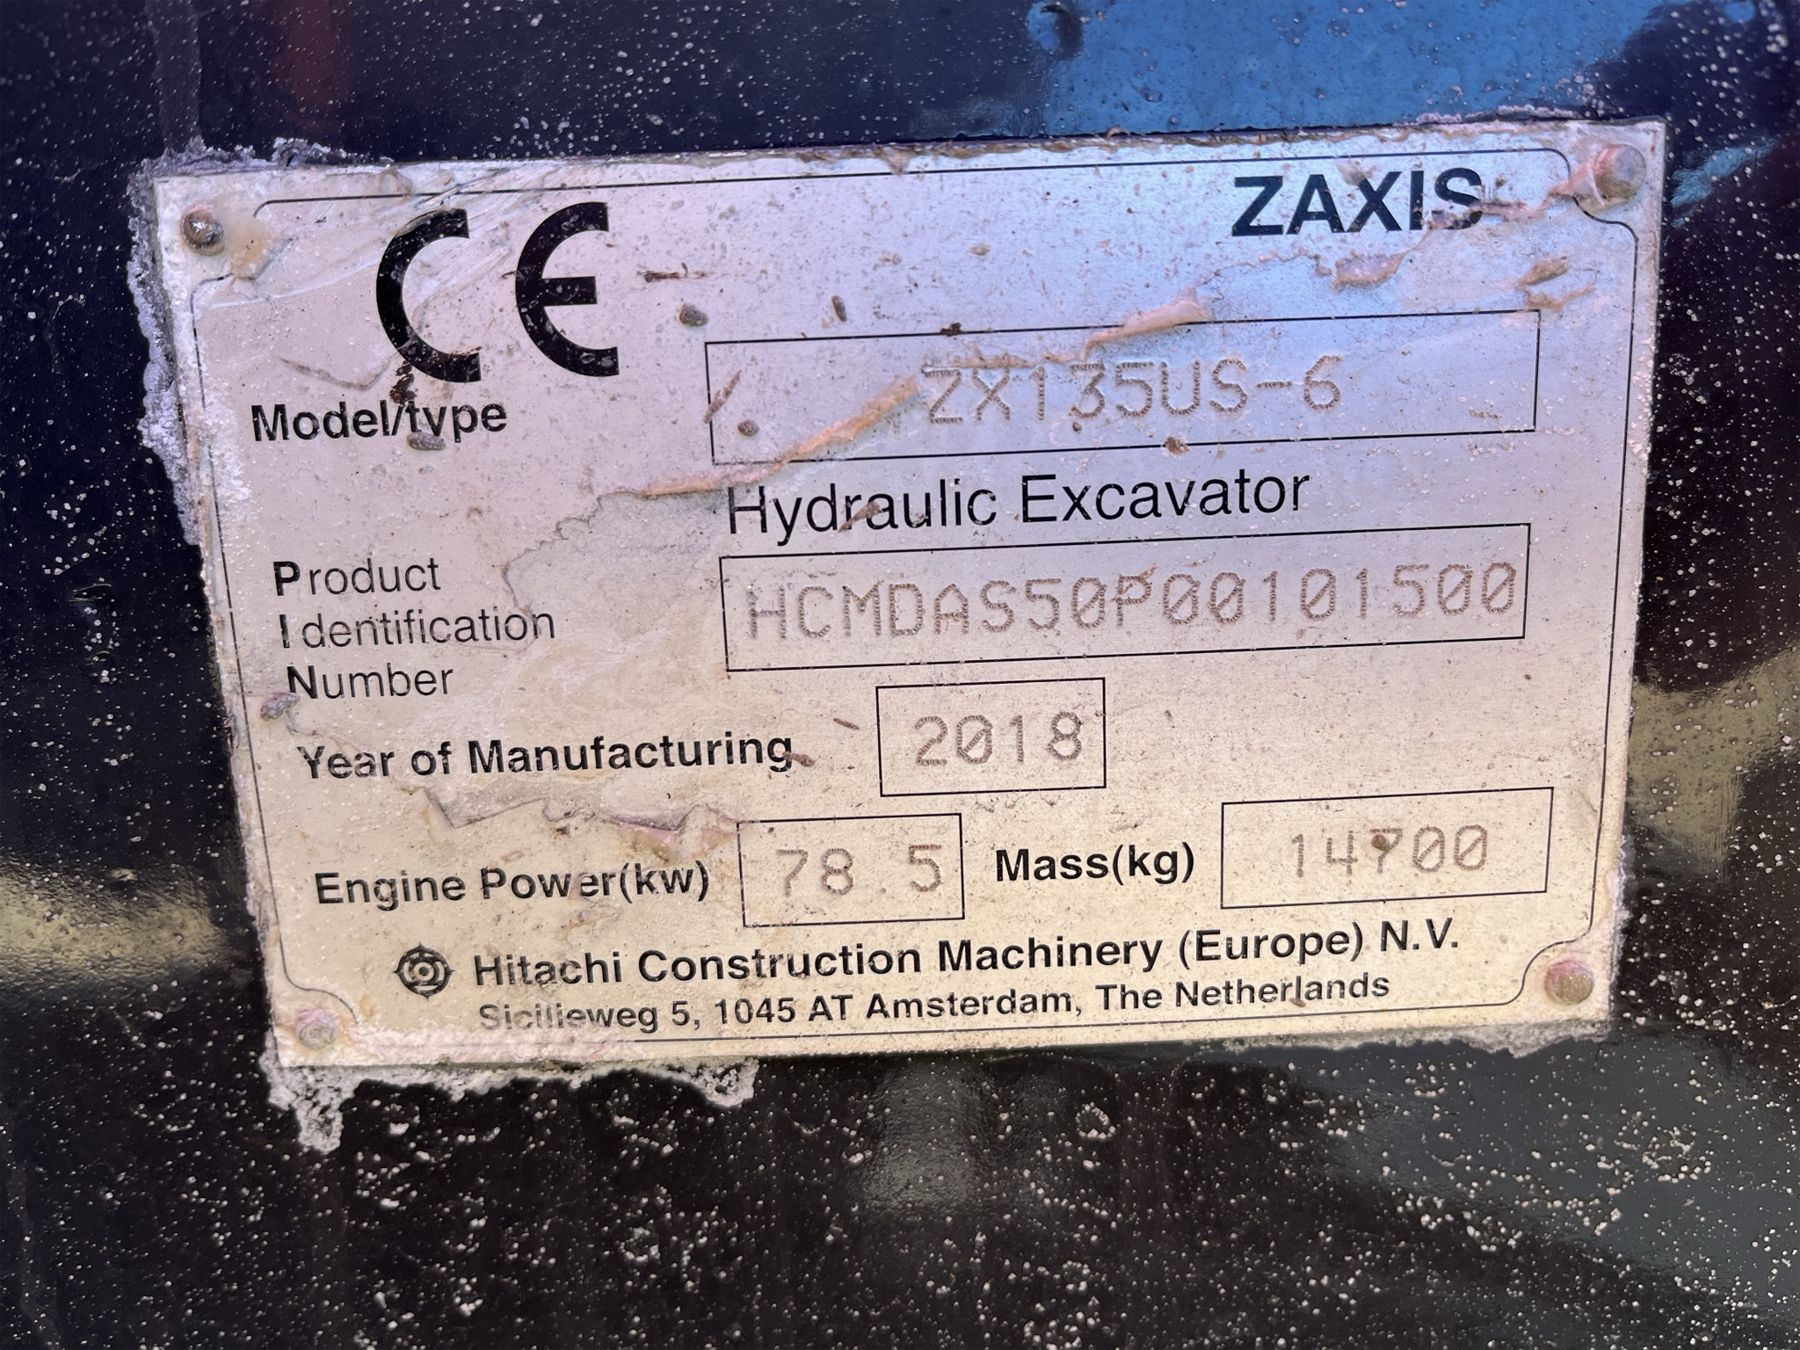 CE ZAXIS
Model/type ZX135US-6
Hydraulic Excavator
Product
Identification
Number
HCMDAS50P00101500
Year of Manufacturing 2018
Engine Power(kw) 78.5 Mass(kg) 14700
Hitachi Construction Machinery (Europe) N.V.
Sicilieweg 5, 1045 AT Amsterdam, The Netherlands